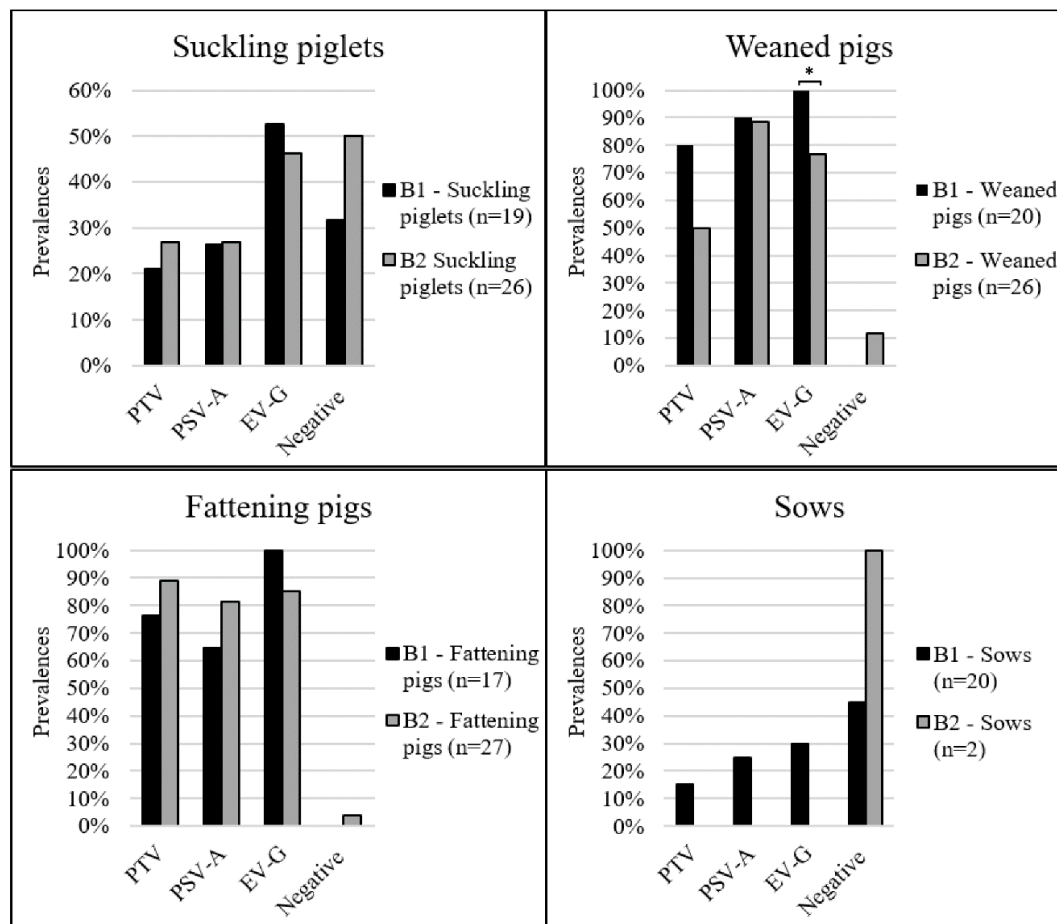 Suckling piglets
60%
50%
40%
30%
20%
10%
0%
Prevalences
PTV
PSV-A
EV-G
Negative
B1 - Suckling
piglets (n=19)
B2 Suckling
piglets (n=26)
Weaned pigs
*
100%
90%
80%
70%
60%
50%
40%
30%
20%
10%
0%
Prevalences
PTV
PSV-A
EV-G
Negative
B1 - Weaned
pigs (n=20)
B2 - Weaned
pigs (n=26)
Fattening pigs
100%
90%
80%
70%
60%
50%
40%
30%
20%
10%
0%
Prevalences
PTV
PSV-A
EV-G
Negative
B1 - Fattening
pigs (n=17)
B2 - Fattening
pigs (n=27)
Sows
100%
90%
80%
70%
60%
50%
40%
30%
20%
10%
0%
Prevalences
PTV
PSV-A
EV-G
Negative
B1 - Sows
(n=20)
B2 - Sows
(n=2)